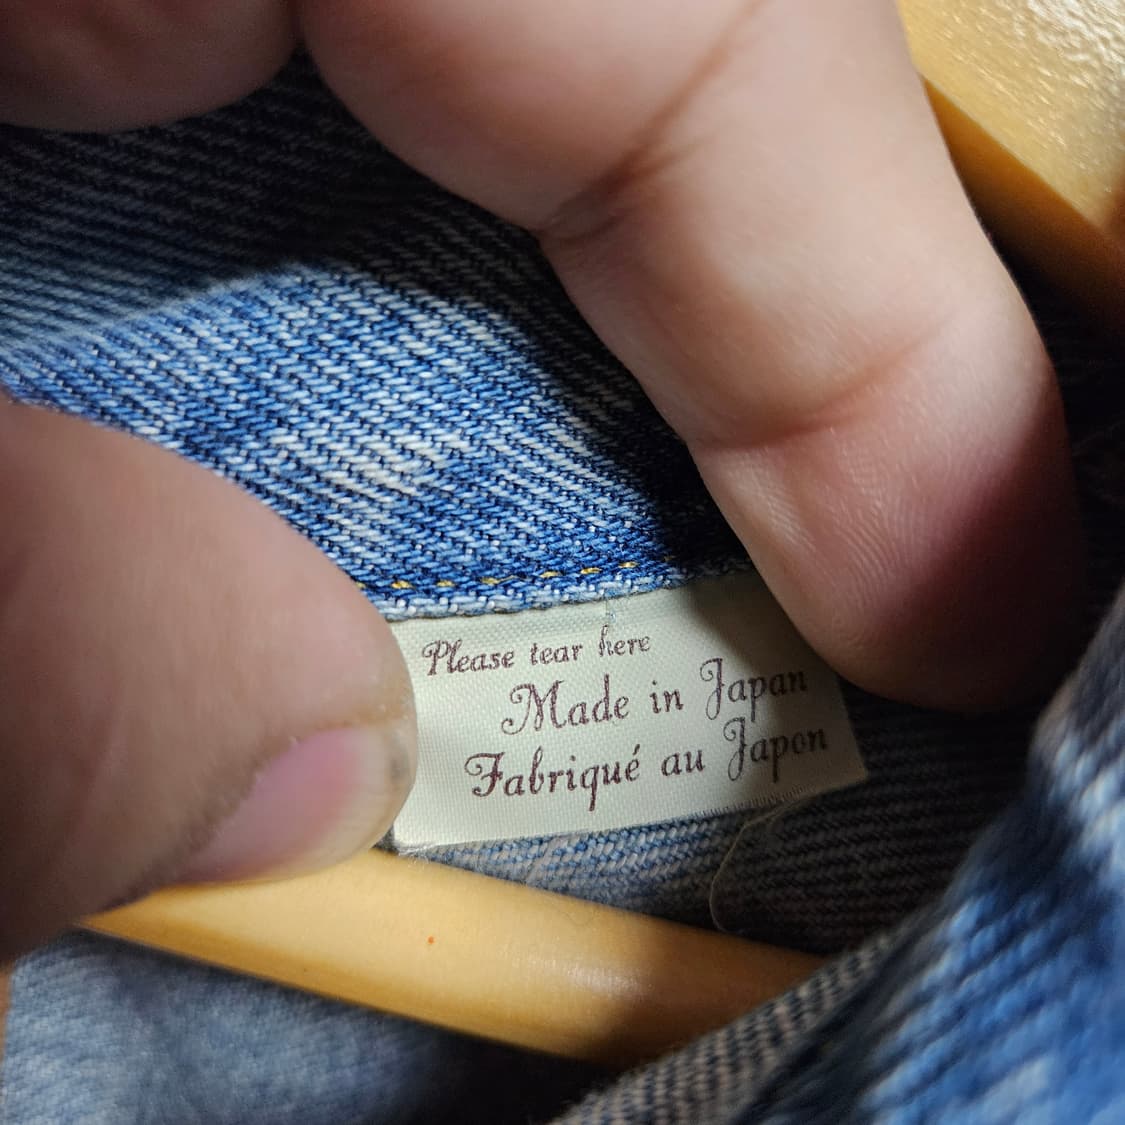 Please tear here
Made in Japan
Fabriqué au Japon